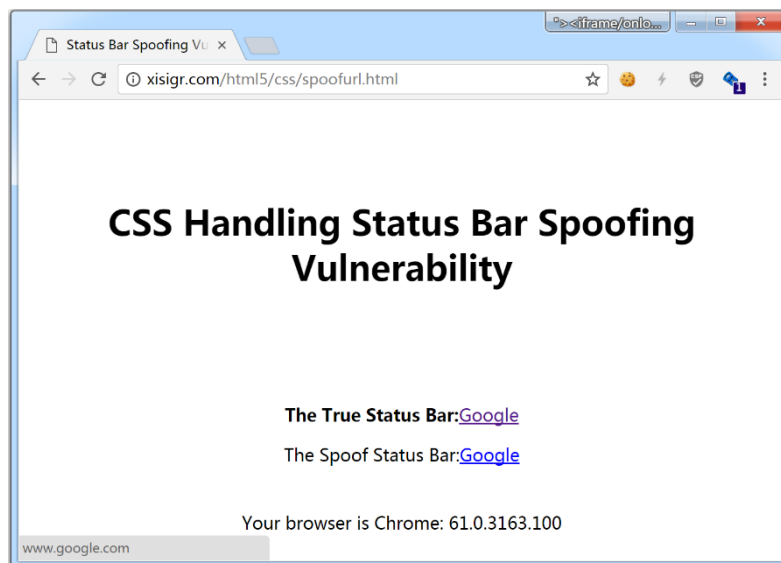 "><iframe/onlo...
Status Bar Spoofing Vu
xisigr.com/html5/css/spoofurl.html
1
CSS Handling Status Bar Spoofing
Vulnerability
The True Status Bar:Google
The Spoof Status Bar:Google
Your browser is Chrome: 61.0.3163.100
www.google.com